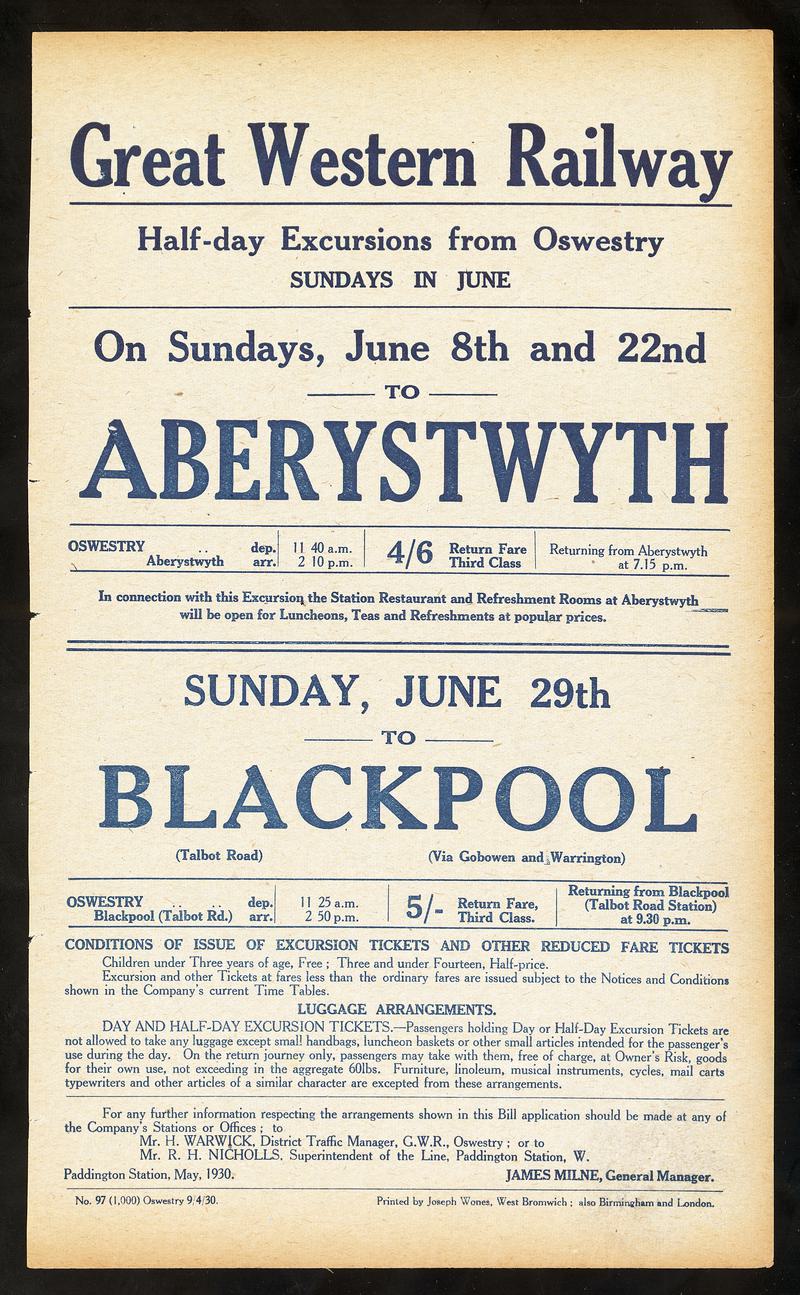 Great Western Railway
Half-day Excursions from Oswestry
SUNDAYS IN JUNE
On Sundays, June 8th and 22nd
TO
ABERYSTWYTH
OSWESTRY .. dep. 11 40 a.m. 4/6 Return Fare Third Class Returning from Aberystwyth
Aberystwyth arr. 2 10 p.m. at 7.15 p.m.
In connection with this Excursion the Station Restaurant and Refreshment Rooms at Aberystwyth
will be open for Luncheons, Teas and Refreshments at popular prices.
SUNDAY, JUNE 29th
TO
BLACKPOOL
(Talbot Road) (Via Gobowen and Warrington)
OSWESTRY .. .. dep. 11 25 a.m. 5/- Return Fare, Third Class. Returning from Blackpool
Blackpool (Talbot Rd.) arr. 2 50 p.m. (Talbot Road Station)
at 9.30 p.m.
CONDITIONS OF ISSUE OF EXCURSION TICKETS AND OTHER REDUCED FARE TICKETS
Children under Three years of age, Free ; Three and under Fourteen, Half-price.
Excursion and other Tickets at fares less than the ordinary fares are issued subject to the Notices and Conditions
shown in the Company's current Time Tables.
LUGGAGE ARRANGEMENTS.
DAY AND HALF-DAY EXCURSION TICKETS.—Passengers holding Day or Half-Day Excursion Tickets are
not allowed to take any luggage except small handbags, luncheon baskets or other small articles intended for the passenger's
use during the day. On the return journey only, passengers may take with them, free of charge, at Owner's Risk, goods
for their own use, not exceeding in the aggregate 60lbs. Furniture, linoleum, musical instruments, cycles, mail carts
typewriters and other articles of a similar character are excepted from these arrangements.
For any further information respecting the arrangements shown in this Bill application should be made at any of
the Company's Stations or Offices ; to
Mr. H. WARWICK, District Traffic Manager, G.W.R., Oswestry ; or to
Mr. R. H. NICHOLLS, Superintendent of the Line, Paddington Station, W.
Paddington Station, May, 1930. JAMES MILNE, General Manager.
No. 97 (1,000) Oswestry 9/4/30. Printed by Joseph Wones, West Bromwich ; also Birmingham and London.